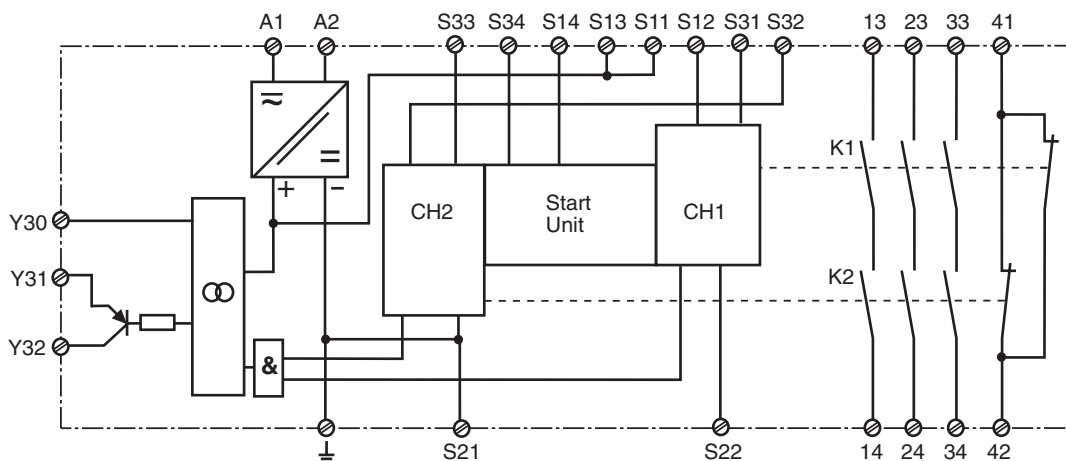 A1 A2 S33 S34 S14 S13 S11 S12 S31 S32 13 23 33 41
+ −
K1
CH2 Start Unit CH1
Y30
Y31
K2
Y32
&
S21 S22 14 24 34 42